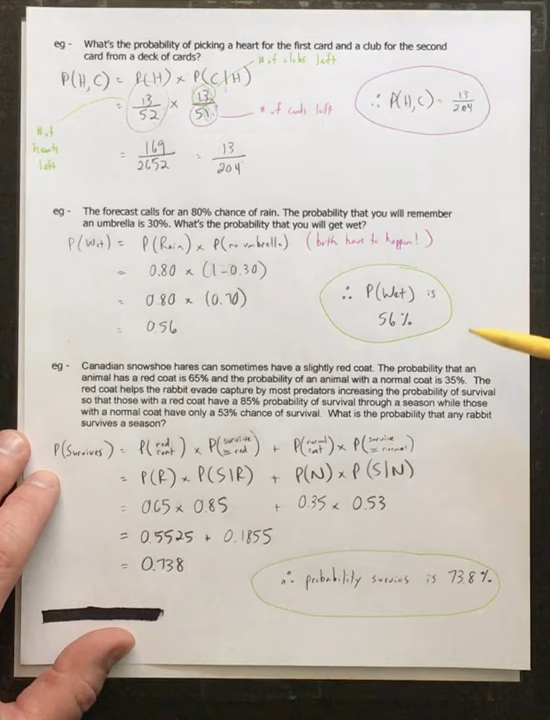 eg - What's the probability of picking a heart for the first card and a club for the second
card from a deck of cards?
# of clubs left
P(H,C) = P(H) × P(C|H)
= 13/52 × 13/51
# of cards left
# of
hearts
left
= 169/2652 = 13/204
∴ P(H,C) = 13/204
eg - The forecast calls for an 80% chance of rain. The probability that you will remember
an umbrella is 30%. What's the probability that you will get wet?
P(Wet) = P(Rain) × P(no umbrella) (both have to happen!)
= 0.80 × (1-0.30)
= 0.80 × (0.70)
= 0.56
∴ P(Wet) is
56%
eg - Canadian snowshoe hares can sometimes have a slightly red coat. The probability that an
animal has a red coat is 65% and the probability of an animal with a normal coat is 35%. The
red coat helps the rabbit evade capture by most predators increasing the probability of survival
so that those with a red coat have a 85% probability of survival through a season while those
with a normal coat have only a 53% chance of survival. What is the probability that any rabbit
survives a season?
P(Survives) = P(red coat) × P(survive = red) + P(normal coat) × P(survive = normal)
= P(R) × P(S|R) + P(N) × P(S|N)
= 0.65 × 0.85 + 0.35 × 0.53
= 0.5525 + 0.1855
= 0.738
∴ probability survives is 73.8%